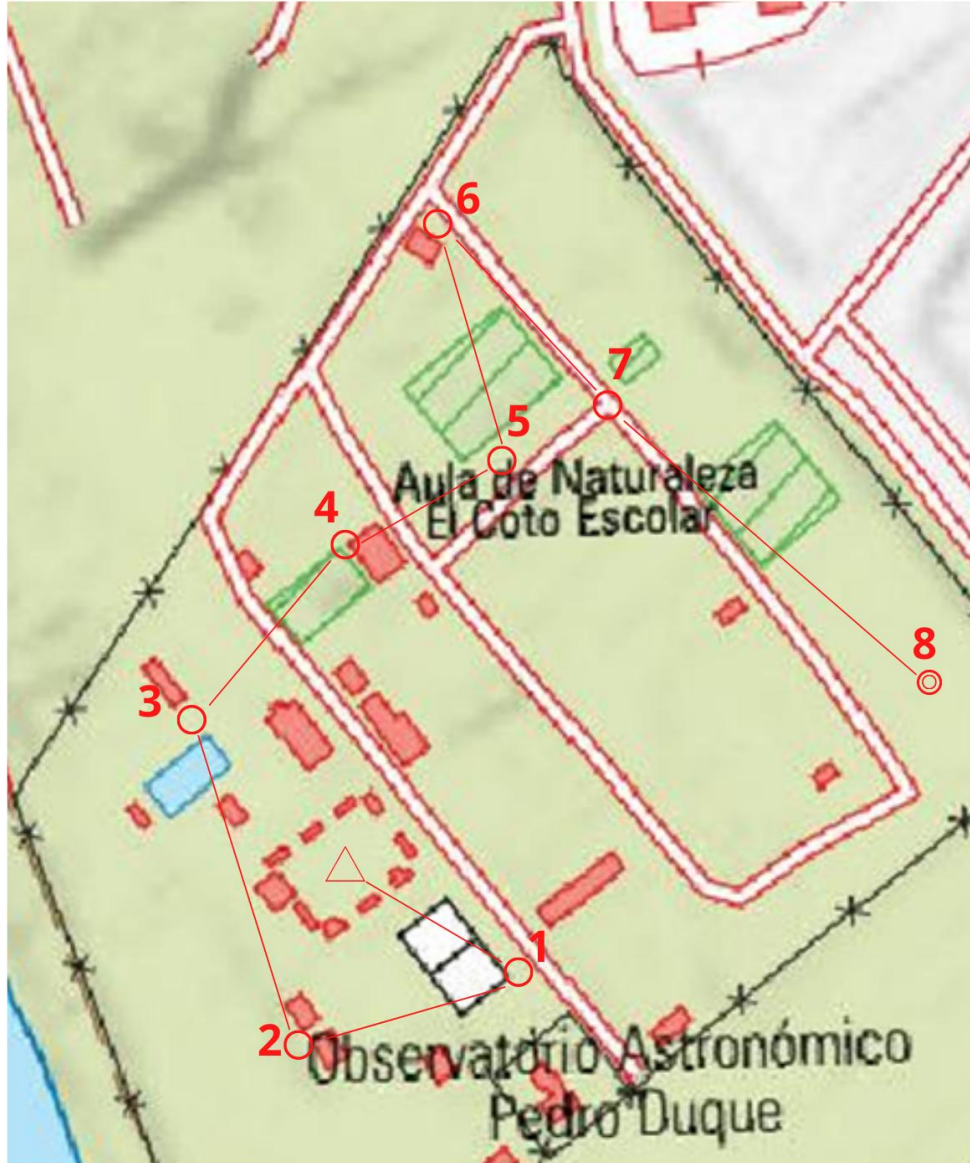 6
7
5
Aula de Naturaleza
El Coto Escolar
4
8
3
1
2
Observatorio Astronómico
Pedro Duque